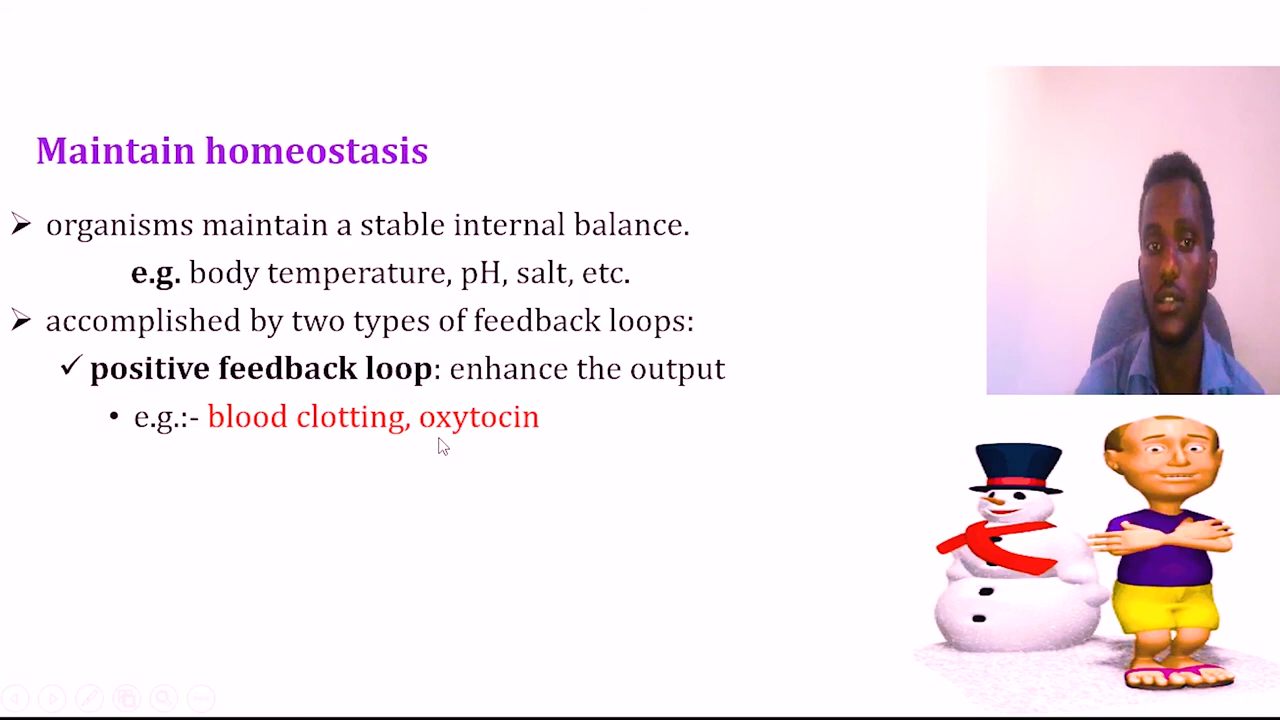 Maintain homeostasis
➢ organisms maintain a stable internal balance.
e.g. body temperature, pH, salt, etc.
➢ accomplished by two types of feedback loops:
✓ positive feedback loop: enhance the output
• e.g.:- blood clotting, oxytocin